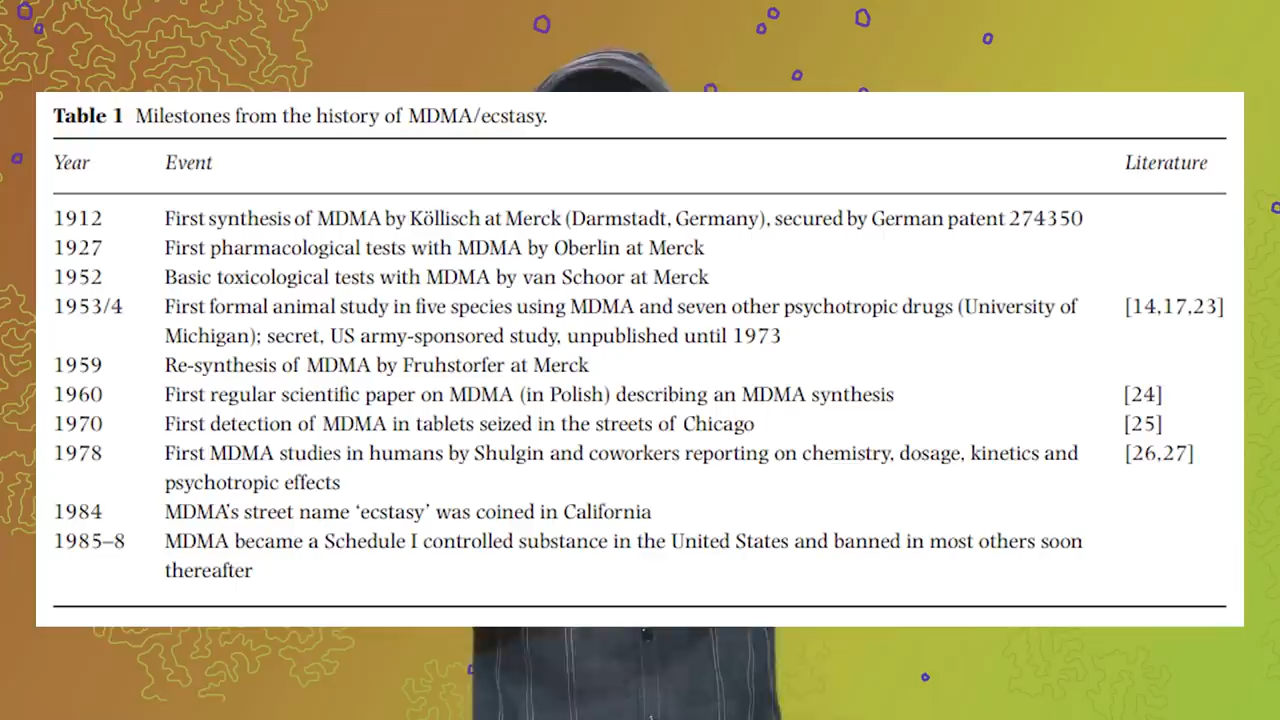 Table 1 Milestones from the history of MDMA/ecstasy.
Year Event Literature
1912 First synthesis of MDMA by Köllisch at Merck (Darmstadt, Germany), secured by German patent 274350
1927 First pharmacological tests with MDMA by Oberlin at Merck
1952 Basic toxicological tests with MDMA by van Schoor at Merck
1953/4 First formal animal study in five species using MDMA and seven other psychotropic drugs (University of [14,17,23]
Michigan); secret, US army-sponsored study, unpublished until 1973
1959 Re-synthesis of MDMA by Fruhstorfer at Merck
1960 First regular scientific paper on MDMA (in Polish) describing an MDMA synthesis [24]
1970 First detection of MDMA in tablets seized in the streets of Chicago [25]
1978 First MDMA studies in humans by Shulgin and coworkers reporting on chemistry, dosage, kinetics and [26,27]
psychotropic effects
1984 MDMA's street name ‘ecstasy’ was coined in California
1985–8 MDMA became a Schedule I controlled substance in the United States and banned in most others soon
thereafter